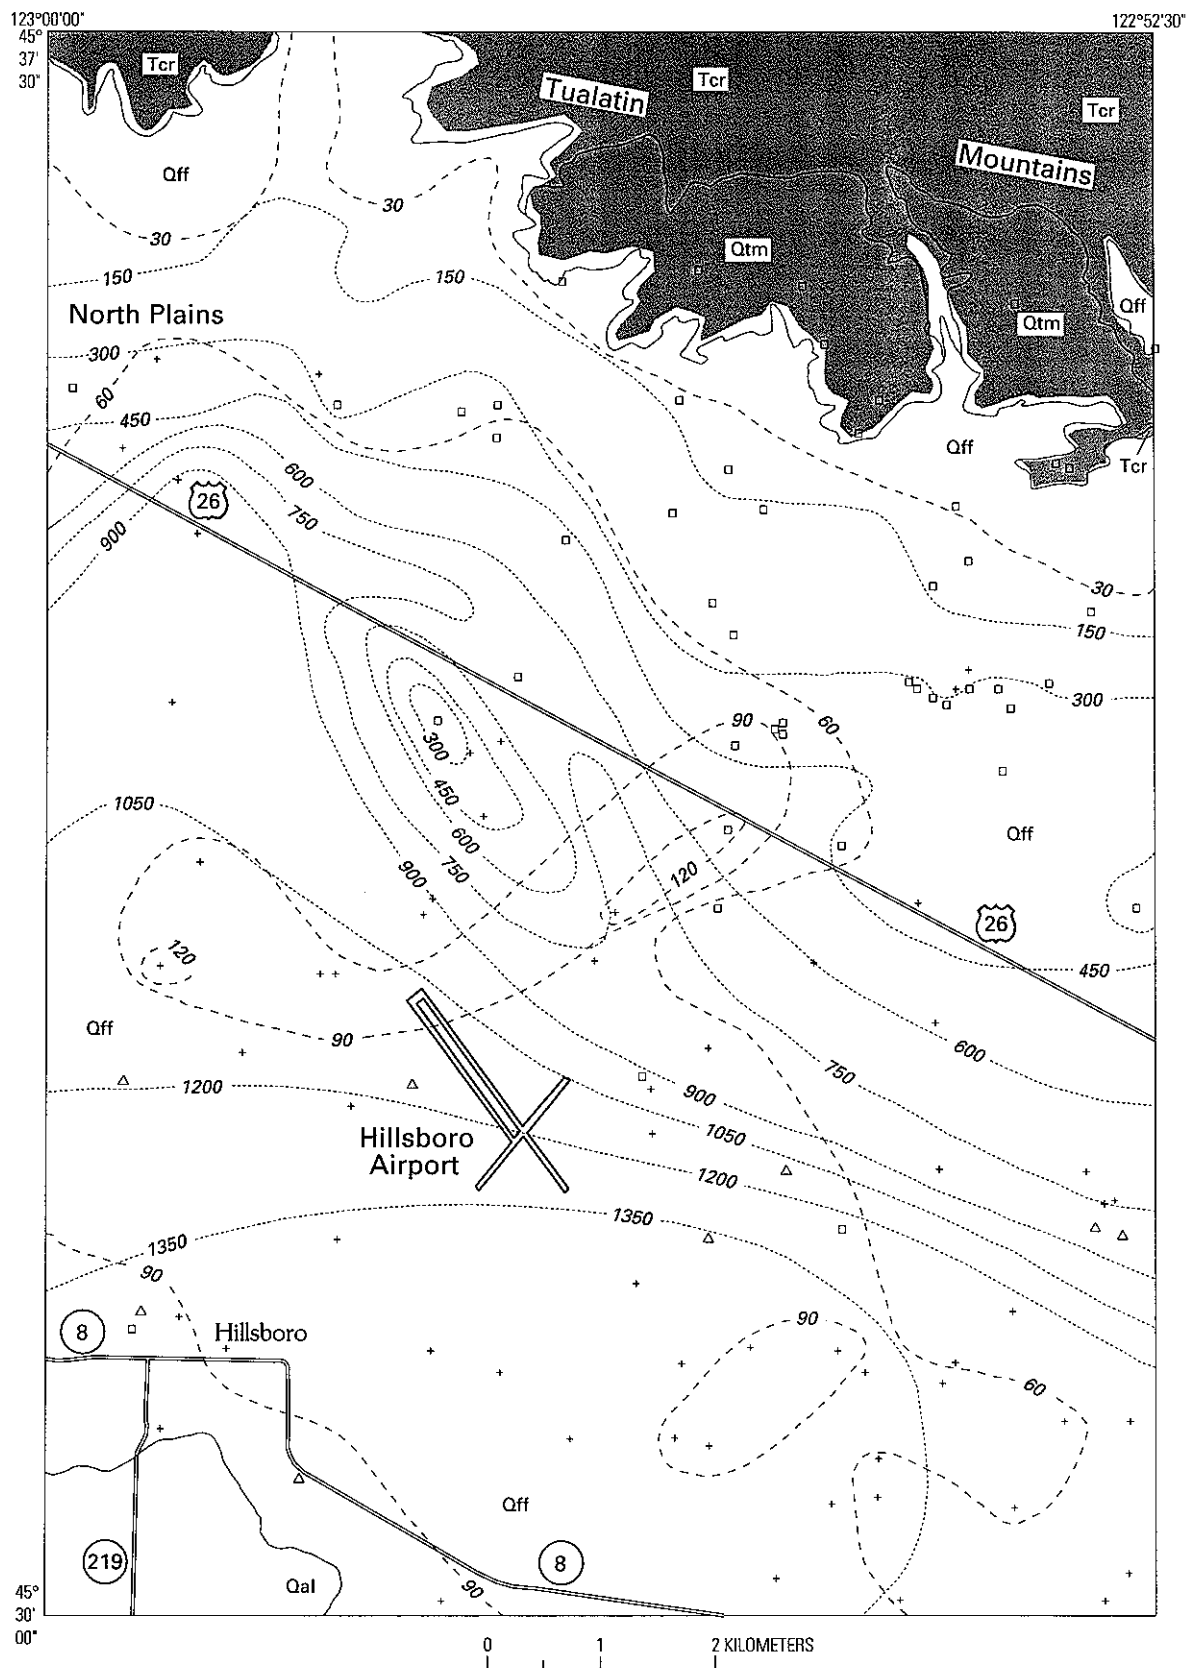 123°00'00"
122°52'30"
45°
37'
30"
Tcr
Tualatin
Tcr
Tcr
Mountains
Qff
30
30
150
150
Qtm
Qff
Qtm
North Plains
300
60
450
Qff
Tcr
600
26
750
900
30
150
300
90
60
300
450
1050
600
Qff
750
900
120
26
120
450
Qff
90
600
750
1200
900
Hillsboro
Airport
1050
1200
1350
1350
90
8
Hillsboro
90
60
Qff
219
8
Qal
90
45°
30'
00"
0 1 2 KILOMETERS